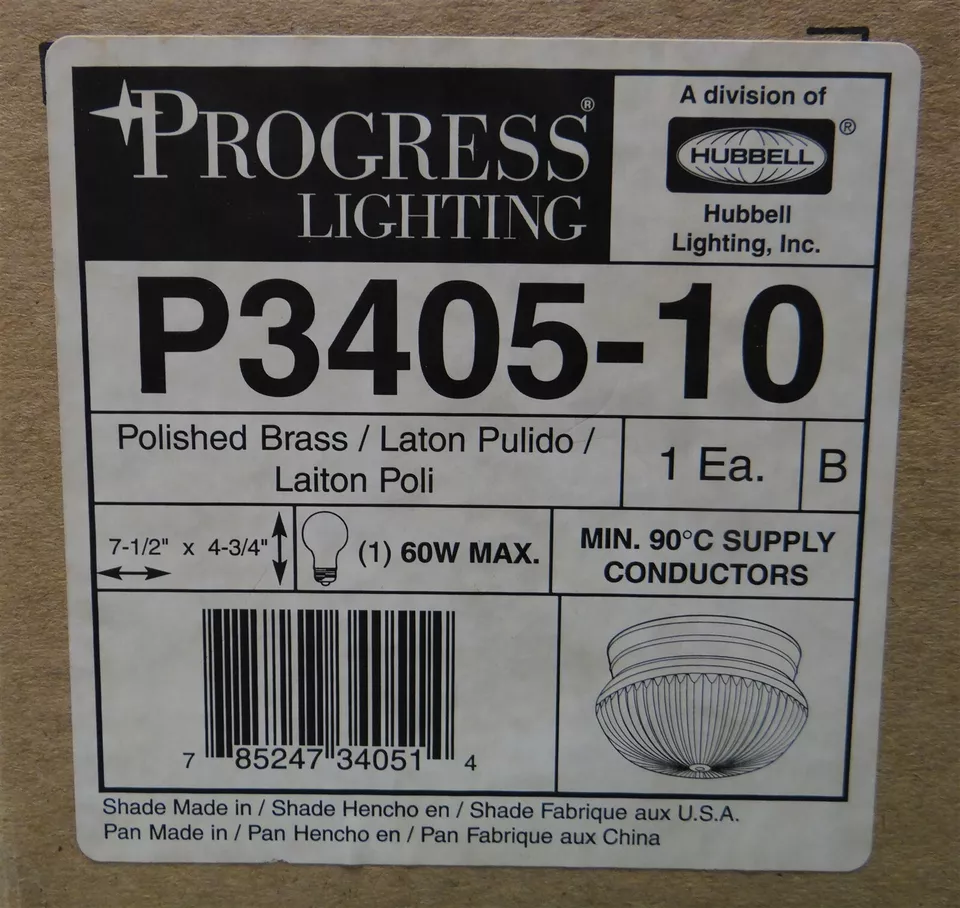 PROGRESS®
LIGHTING
A division of
HUBBELL®
Hubbell
Lighting, Inc.
P3405-10
Polished Brass / Laton Pulido /
Laiton Poli
1 Ea.
B
7-1/2" x 4-3/4"
(1) 60W MAX.
MIN. 90°C SUPPLY
CONDUCTORS
7 85247 34051 4
Shade Made in / Shade Hencho en / Shade Fabrique aux U.S.A.
Pan Made in / Pan Hencho en / Pan Fabrique aux China